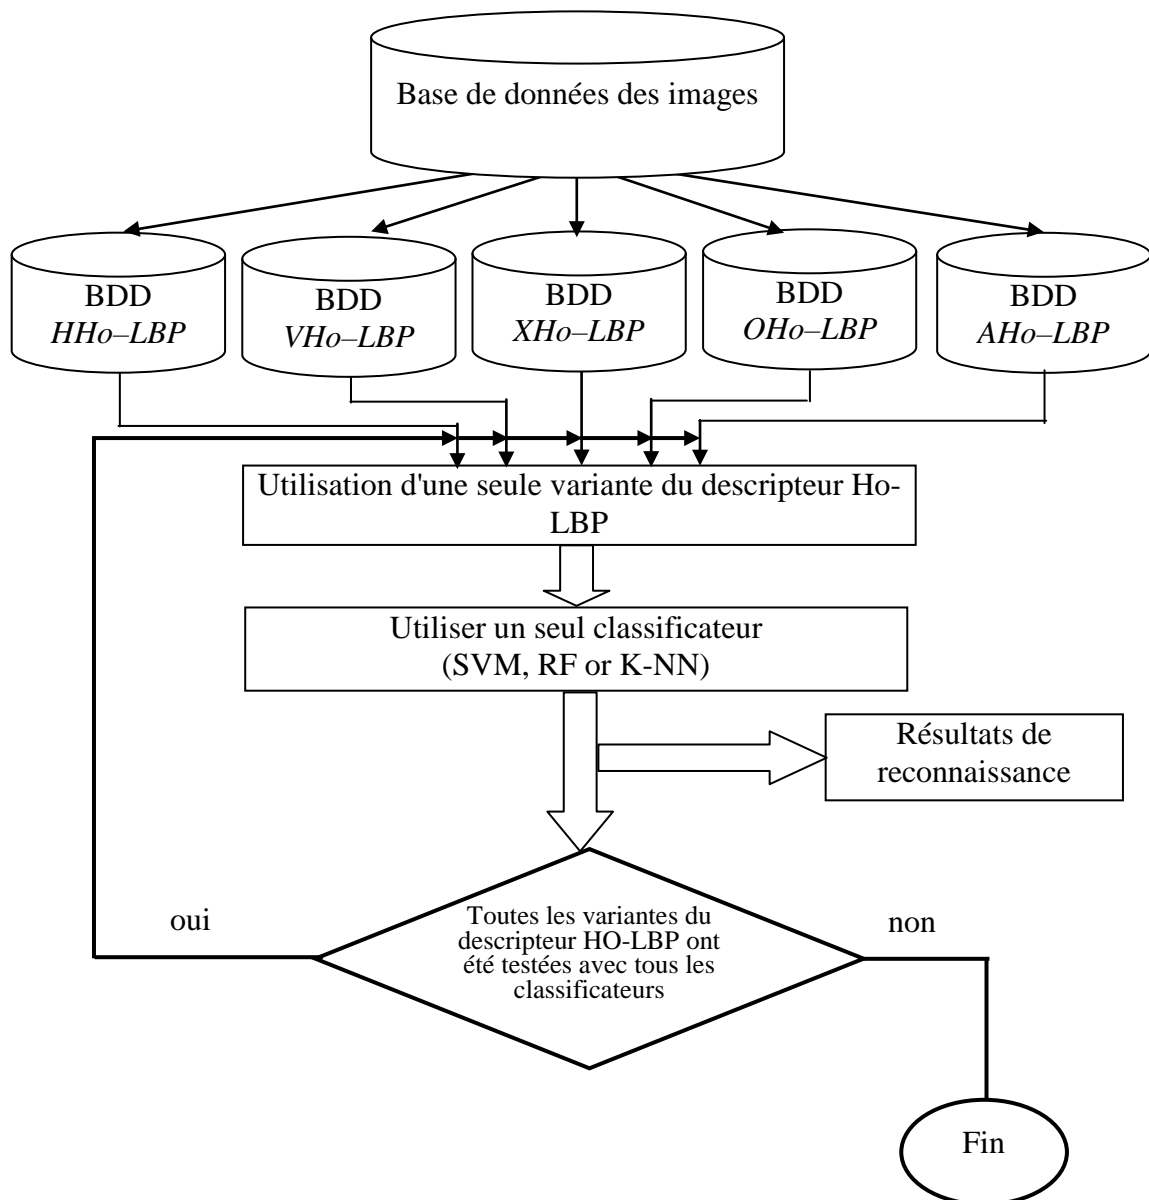 Base de données des images
BDD
HHo–LBP
BDD
VHo–LBP
BDD
XHo–LBP
BDD
OHo–LBP
BDD
AHo–LBP
Utilisation d'une seule variante du descripteur Ho-
LBP
Utiliser un seul classificateur
(SVM, RF or K-NN)
Résultats de
reconnaissance
oui
Toutes les variantes du
descripteur HO-LBP ont
été testées avec tous les
classificateurs
non
Fin